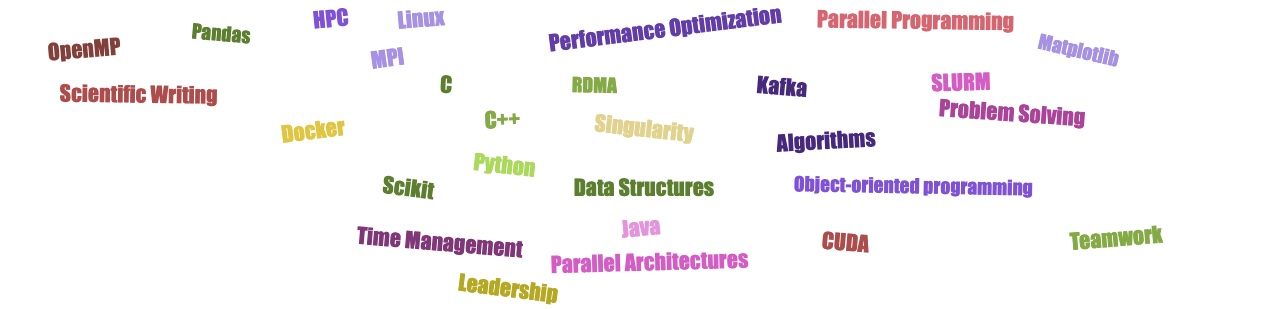 HPC
Linux
Performance Optimization
Parallel Programming
OpenMP
Pandas
MPI
Matplotlib
Scientific Writing
C
RDMA
Kafka
SLURM
Problem Solving
Docker
C++
Singularity
Algorithms
Python
Scikit
Data Structures
Object-oriented programming
Time Management
Java
CUDA
Teamwork
Parallel Architectures
Leadership